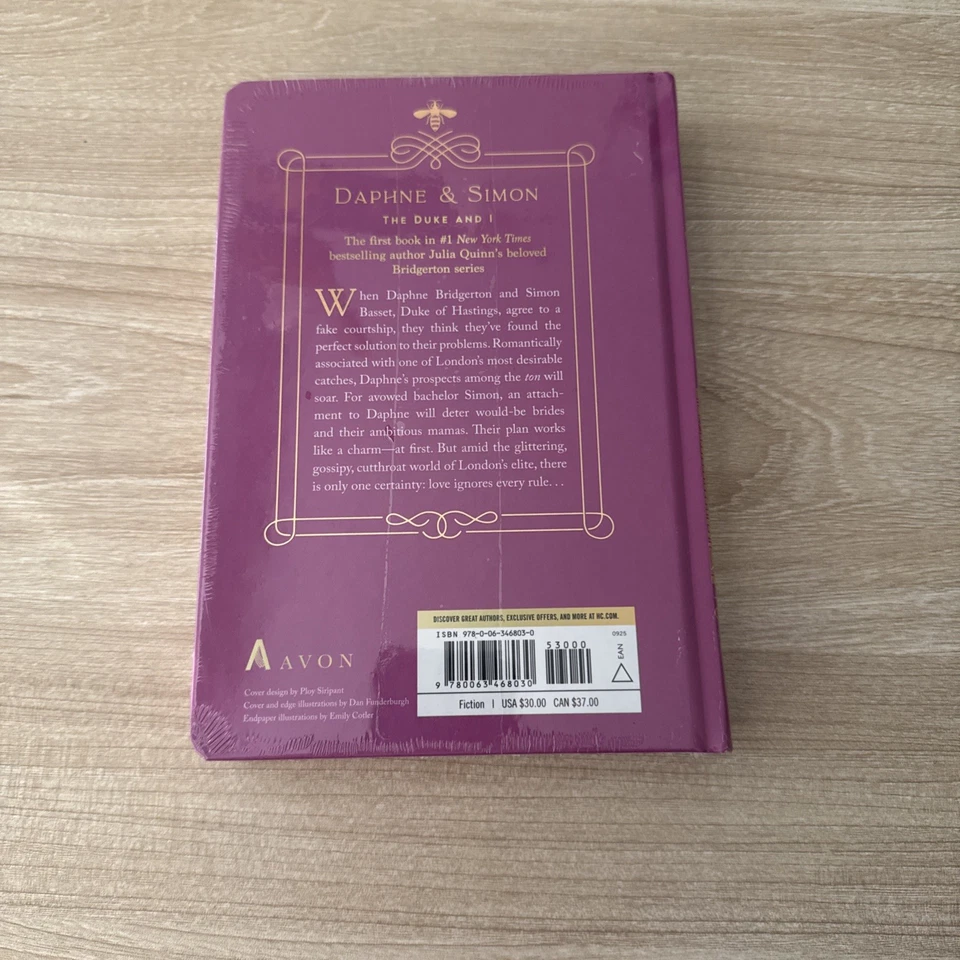 DAPHNE & SIMON
THE DUKE AND I
The first book in #1 New York Times
bestselling author Julia Quinn's beloved
Bridgerton series
When Daphne Bridgerton and Simon
Basset, Duke of Hastings, agree to a
fake courtship, they think they've found the
perfect solution to their problems. Romantically
associated with one of London's most desirable
catches, Daphne's prospects among the ton will
soar. For avowed bachelor Simon, an attach-
ment to Daphne will deter would-be brides
and their ambitious mamas. Their plan works
like a charm—at first. But amid the glittering,
gossipy, cutthroat world of London's elite, there
is only one certainty: love ignores every rule...
DISCOVER GREAT AUTHORS, EXCLUSIVE OFFERS, AND MORE AT HC.COM.
ISBN 978-0-06-346803-0
0925
53000
EAN
9 780063 468030
Fiction | USA $30.00 CAN $37.00
AVON
Cover design by Ploy Siripant
Cover and edge illustrations by Dan Funderburgh
Endpaper illustrations by Emily Cotler